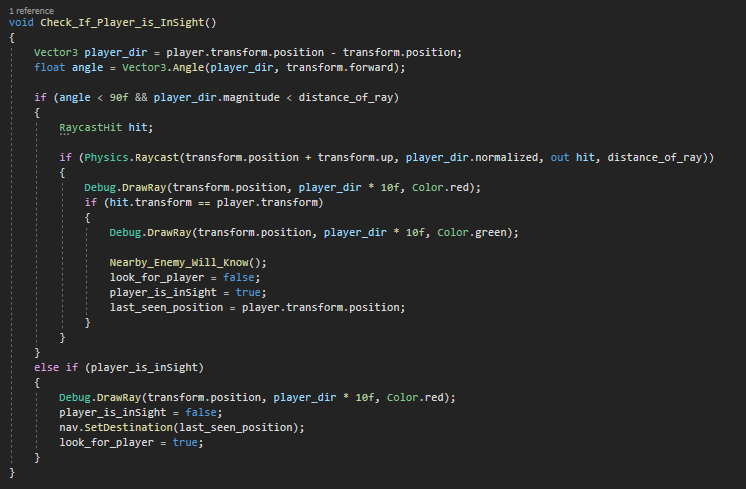 1 reference
void Check_If_Player_is_InSight()
{
Vector3 player_dir = player.transform.position - transform.position;
float angle = Vector3.Angle(player_dir, transform.forward);
if (angle < 90f && player_dir.magnitude < distance_of_ray)
{
RaycastHit hit;
if (Physics.Raycast(transform.position + transform.up, player_dir.normalized, out hit, distance_of_ray))
{
Debug.DrawRay(transform.position, player_dir * 10f, Color.red);
if (hit.transform == player.transform)
{
Debug.DrawRay(transform.position, player_dir * 10f, Color.green);
Nearby_Enemy_Will_Know();
look_for_player = false;
player_is_inSight = true;
last_seen_position = player.transform.position;
}
}
}
else if (player_is_inSight)
{
Debug.DrawRay(transform.position, player_dir * 10f, Color.red);
player_is_inSight = false;
nav.SetDestination(last_seen_position);
look_for_player = true;
}
}